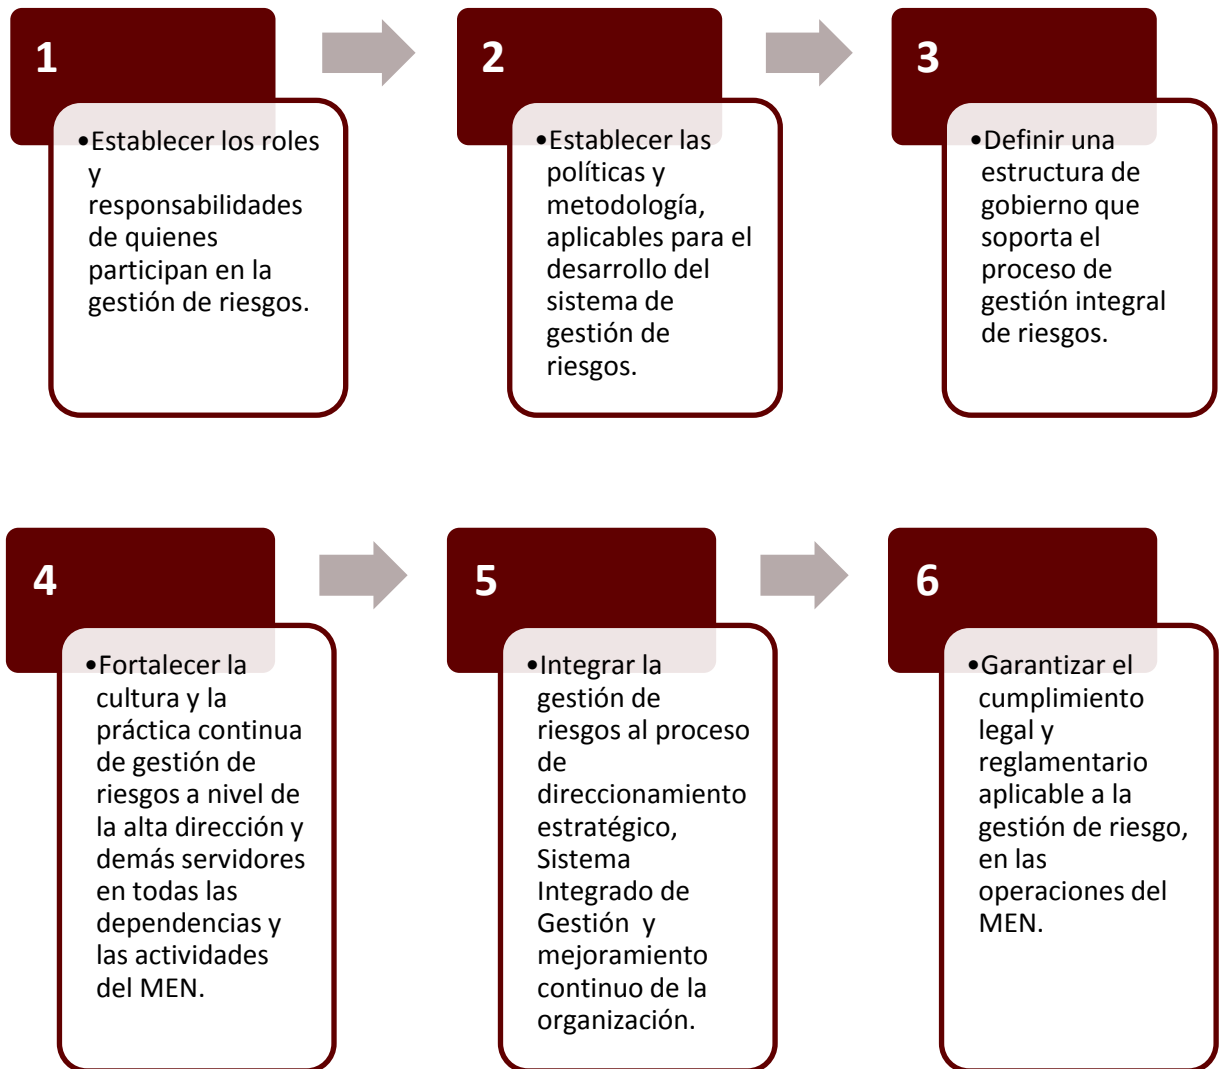 1
•Establecer los roles
y
responsabilidades
de quienes
participan en la
gestión de riesgos.
2
•Establecer las
políticas y
metodología,
aplicables para el
desarrollo del
sistema de
gestión de
riesgos.
3
•Definir una
estructura de
gobierno que
soporta el
proceso de
gestión integral
de riesgos.
4
•Fortalecer la
cultura y la
práctica continua
de gestión de
riesgos a nivel de
la alta dirección y
demás servidores
en todas las
dependencias y
las actividades
del MEN.
5
•Integrar la
gestión de
riesgos al proceso
de
direccionamiento
estratégico,
Sistema
Integrado de
Gestión  y
mejoramiento
continuo de la
organización.
6
•Garantizar el
cumplimiento
legal y
reglamentario
aplicable a la
gestión de riesgo,
en las
operaciones del
MEN.